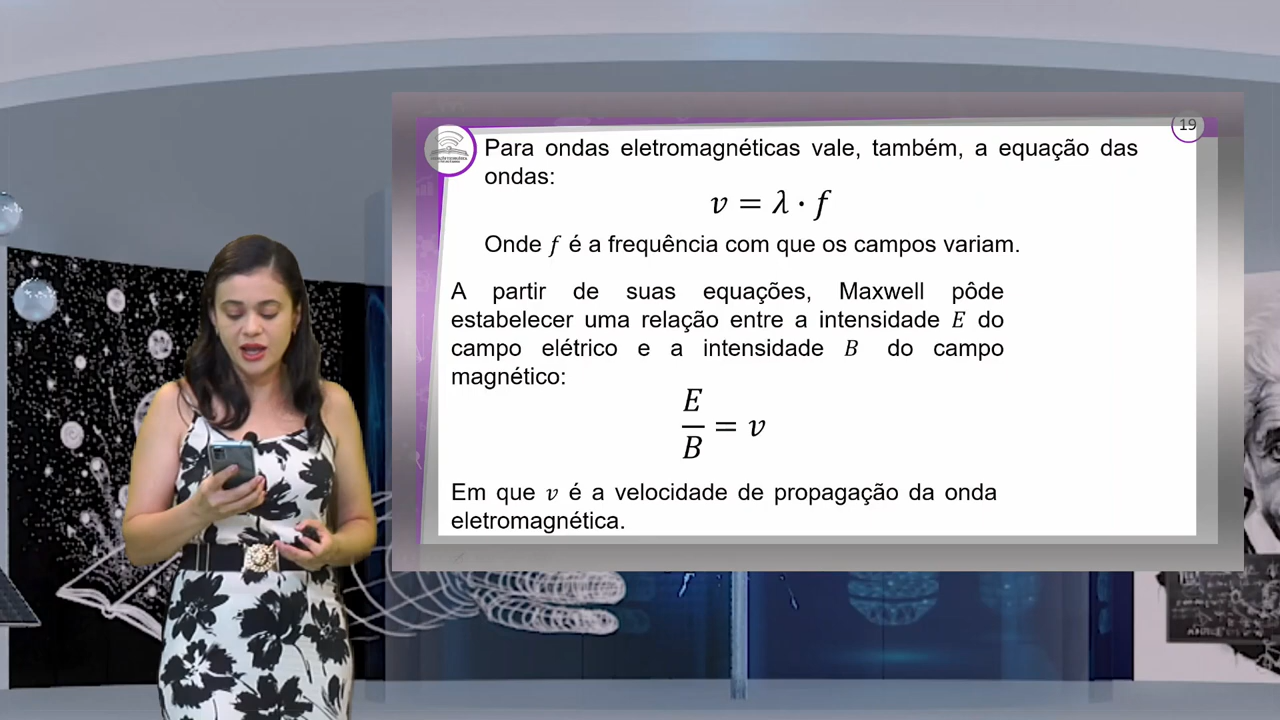 19
Para ondas eletromagnéticas vale, também, a equação das
ondas:
v = λ · f
Onde f é a frequência com que os campos variam.
A partir de suas equações, Maxwell pôde
estabelecer uma relação entre a intensidade E do
campo elétrico e a intensidade B do campo
magnético:
E
B = v
Em que v é a velocidade de propagação da onda
eletromagnética.